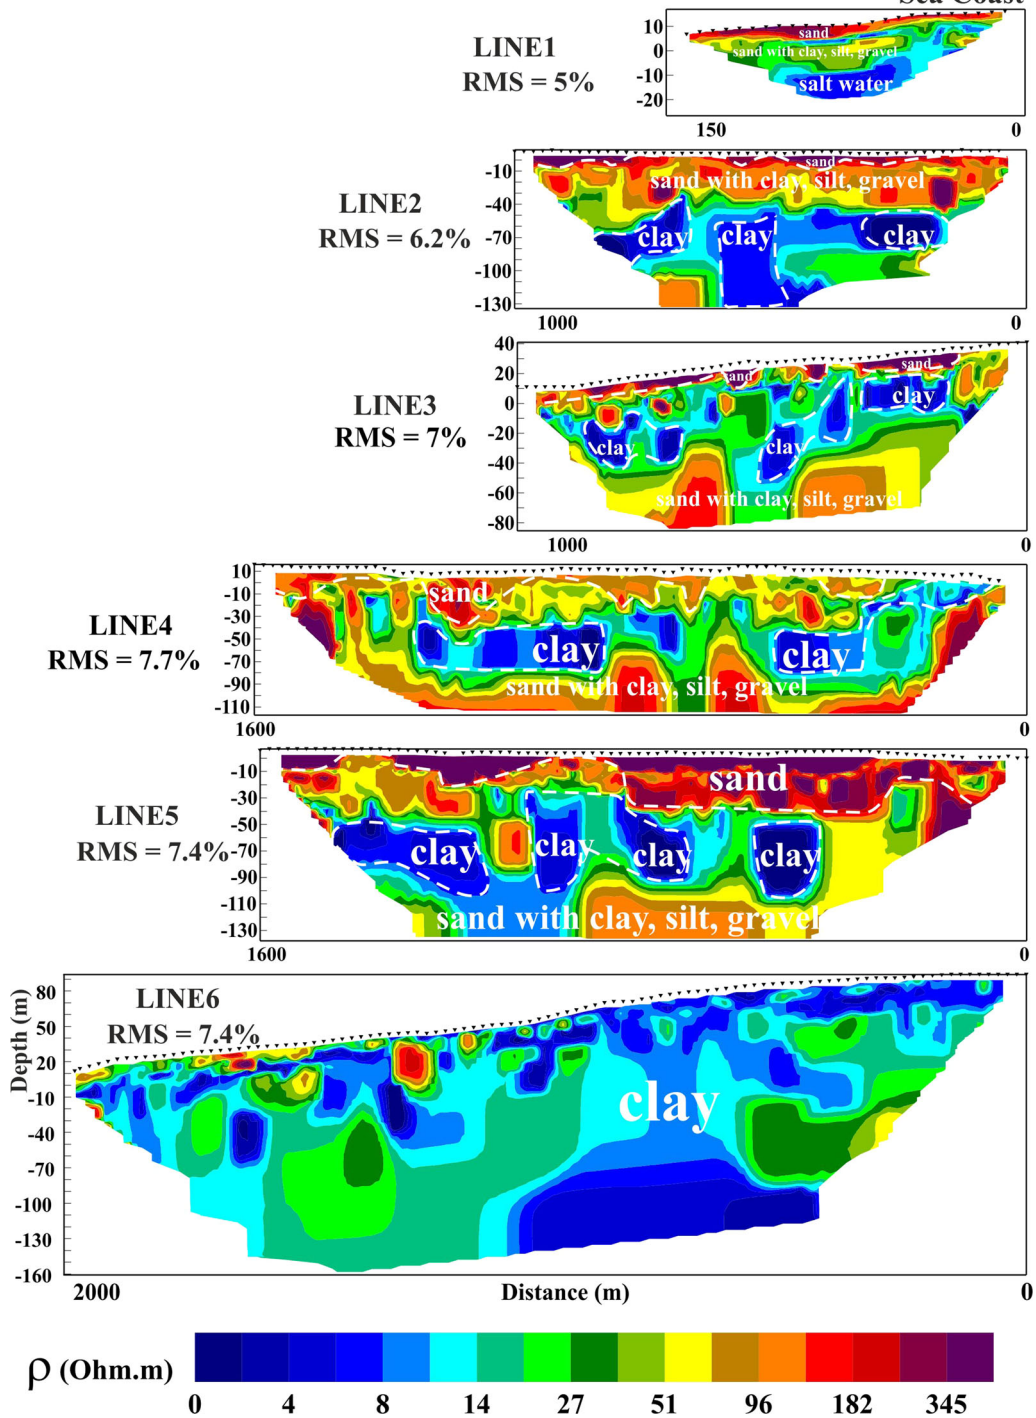 Sea Coast
LINE1
RMS = 5%
10
0
-10
-20
sand
sand with clay, silt, gravel
salt water
150 0
LINE2
RMS = 6.2%
-10
-40
-70
-100
-130
sand
sand with clay, silt, gravel
clay clay clay
1000 0
LINE3
RMS = 7%
40
20
0
-20
-40
-60
-80
sand sand
clay
clay clay
sand with clay, silt, gravel
1000 0
LINE4
RMS = 7.7%
10
-10
-30
-50
-70
-90
-110
sand
clay clay
sand with clay, silt, gravel
1600 0
LINE5
RMS = 7.4%
-10
-30
-50
-70
-90
-110
-130
sand
clay clay clay clay
sand with clay, silt, gravel
1600 0
LINE6
RMS = 7.4%
Depth (m)
80
50
20
-10
-40
-70
-100
-130
-160
clay
2000 Distance (m) 0
ρ (Ohm.m)
0 4 8 14 27 51 96 182 345